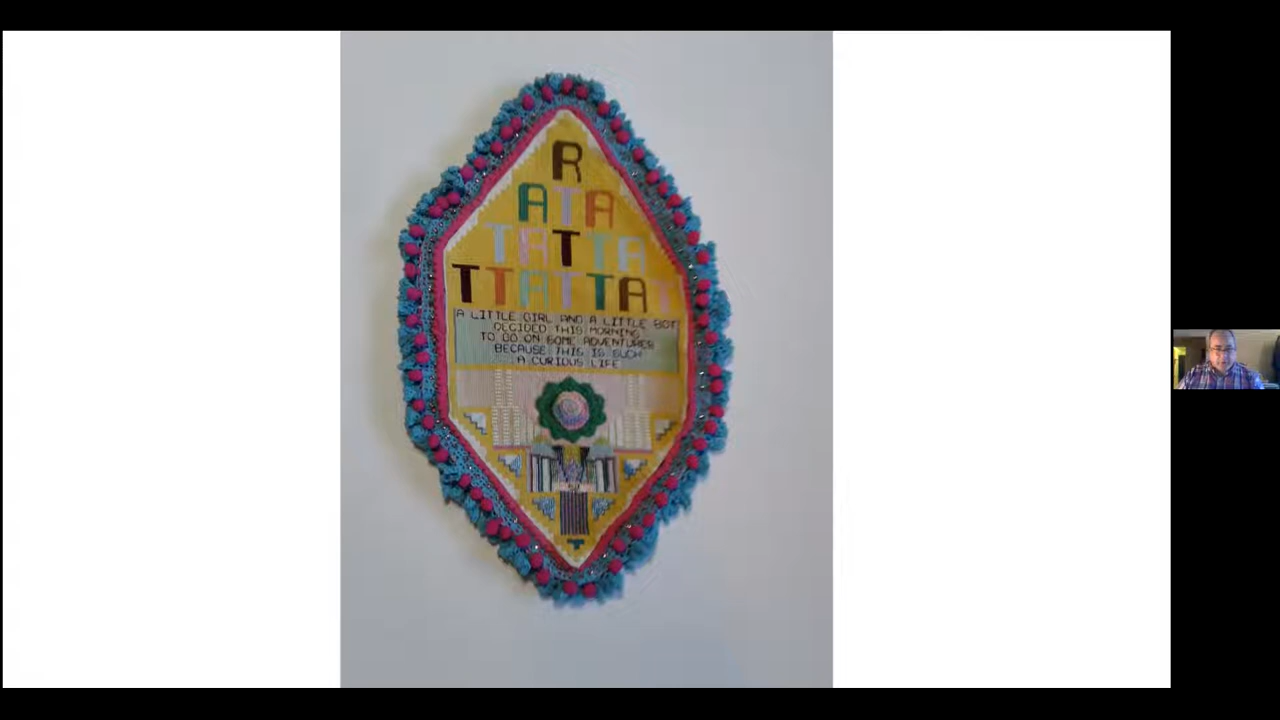 R
ATA
TATTA
TTATTAT
A LITTLE GIRL AND A LITTLE BOY
DECIDED THIS MORNING
TO GO ON SOME ADVENTURES
BECAUSE THIS IS SUCH
A CURIOUS LIFE